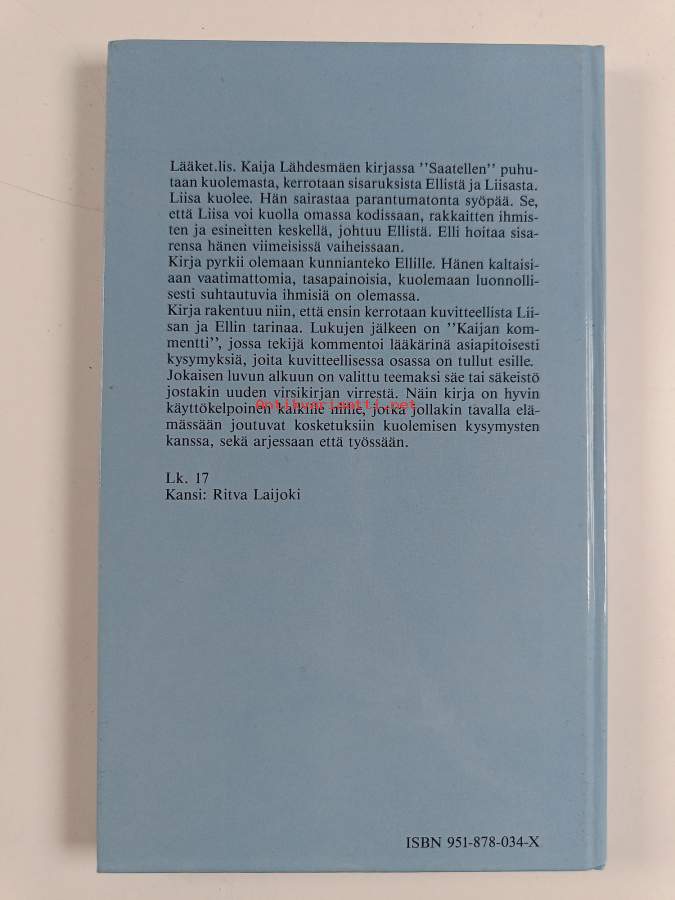 Lääket.lis. Kaija Lähdesmäen kirjassa "Saatellen" puhu-
taan kuolemasta, kerrotaan sisaruksista Ellistä ja Liisasta.
Liisa kuolee. Hän sairastaa parantumatonta syöpää. Se,
että Liisa voi kuolla omassa kodissaan, rakkaitten ihmis-
ten ja esineitten keskellä, johtuu Ellistä. Elli hoitaa sisa-
rensa hänen viimeisissä vaiheissaan.
Kirja pyrkii olemaan kunnianteko Ellille. Hänen kaltaisi-
aan vaatimattomia, tasapainoisia, kuolemaan luonnolli-
sesti suhtautuvia ihmisiä on olemassa.
Kirja rakentuu niin, että ensin kerrotaan kuvitteellista Lii-
san ja Ellin tarinaa. Lukujen jälkeen on "Kaijan kom-
mentti", jossa tekijä kommentoi lääkärinä asiapitoisesti
kysymyksiä, joita kuvitteellisessa osassa on tullut esille.
Jokaisen luvun alkuun on valittu teemaksi säe tai säkeistö
jostakin uuden virsikirjan virrestä. Näin kirja on hyvin
käyttökelpoinen kaikille niille, jotka jollakin tavalla elä-
Antikvariaatti.net
mässään joutuvat kosketuksiin kuolemisen kysymysten
kanssa, sekä arjessaan että työssään.
Lk. 17
Kansi: Ritva Laijoki
ISBN 951-878-034-X